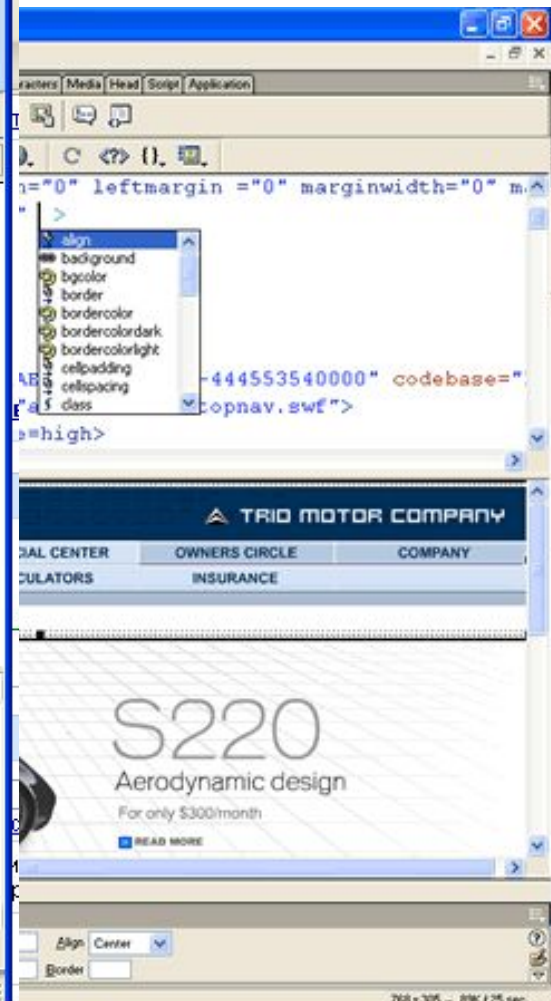 Media Head Script Application
="0" leftmargin ="0" marginwidth="0"
" >
align
background
bgcolor
border
bordercolor
bordercolordark
bordercolorlight
cellpadding
cellspacing
class
-444553540000" codebase="
topnav.swf">
=high>
TRIO MOTOR COMPANY
CENTER OWNERS CIRCLE COMPANY
INSURANCE
S220
Aerodynamic design
For only $300/month
READ MORE
Align Center
Border